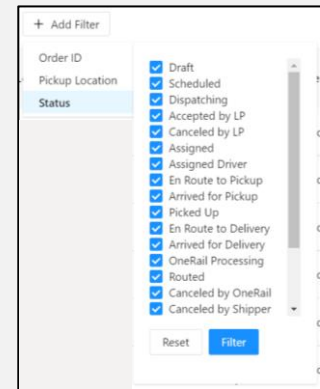 + Add Filter
Order ID
Pickup Location
Status
Draft
Scheduled
Dispatching
Accepted by LP
Canceled by LP
Assigned
Assigned Driver
En Route to Pickup
Arrived for Pickup
Picked Up
En Route to Delivery
Arrived for Delivery
OneRail Processing
Routed
Canceled by OneRail
Canceled by Shipper
Reset
Filter